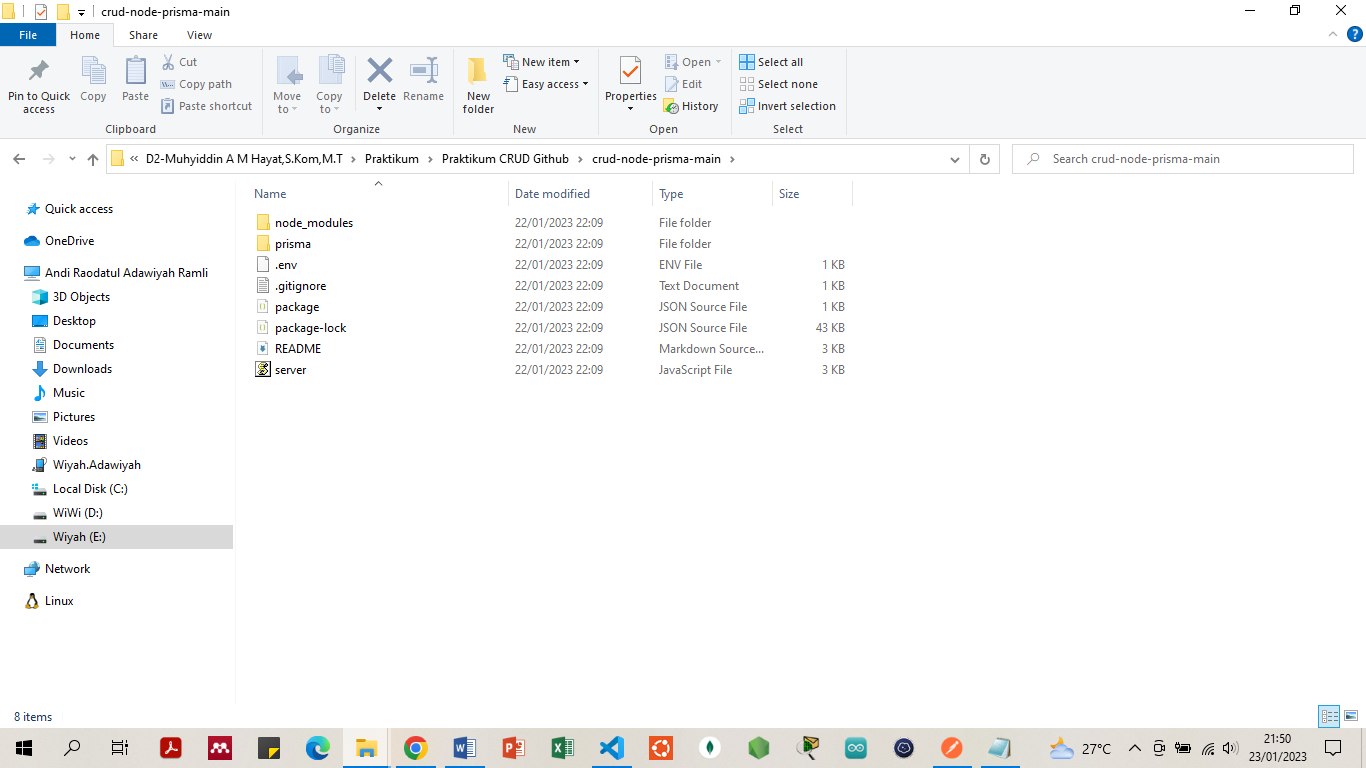 crud-node-prisma-main
File Home Share View
Pin to Quick access
Copy
Paste
Cut
Copy path
Paste shortcut
Clipboard
Move to
Copy to
Delete
Rename
Organize
New folder
New item
Easy access
New
Properties
Open
Edit
History
Open
Select all
Select none
Invert selection
Select
« D2-Muhyiddin A M Hayat,S.Kom,M.T > Praktikum > Praktikum CRUD Github > crud-node-prisma-main >
Search crud-node-prisma-main
Quick access
OneDrive
Andi Raodatul Adawiyah Ramli
3D Objects
Desktop
Documents
Downloads
Music
Pictures
Videos
Wiyah.Adawiyah
Local Disk (C:)
WiWi (D:)
Wiyah (E:)
Network
Linux
Name Date modified Type Size
node_modules 22/01/2023 22:09 File folder
prisma 22/01/2023 22:09 File folder
.env 22/01/2023 22:09 ENV File 1 KB
.gitignore 22/01/2023 22:09 Text Document 1 KB
package 22/01/2023 22:09 JSON Source File 1 KB
package-lock 22/01/2023 22:09 JSON Source File 43 KB
README 22/01/2023 22:09 Markdown Source... 3 KB
server 22/01/2023 22:09 JavaScript File 3 KB
8 items
27°C
21:50
23/01/2023